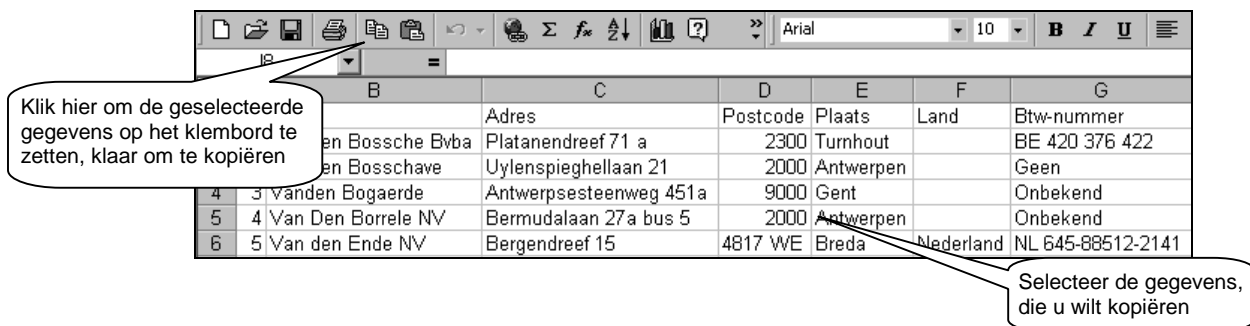 Arial 10 B I U
I8 =
B C D E F G
Klik hier om de geselecteerde
gegevens op het klembord te
zetten, klaar om te kopiëren
Adres Postcode Plaats Land Btw-nummer
en Bossche Bvba Platanendreef 71 a 2300 Turnhout BE 420 376 422
en Bosschave Uylenspieghellaan 21 2000 Antwerpen Geen
4 3 Vanden Bogaerde Antwerpsesteenweg 451a 9000 Gent Onbekend
5 4 Van Den Borrele NV Bermudalaan 27a bus 5 2000 Antwerpen Onbekend
6 5 Van den Ende NV Bergendreef 15 4817 WE Breda Nederland NL 645-88512-2141
Selecteer de gegevens,
die u wilt kopiëren